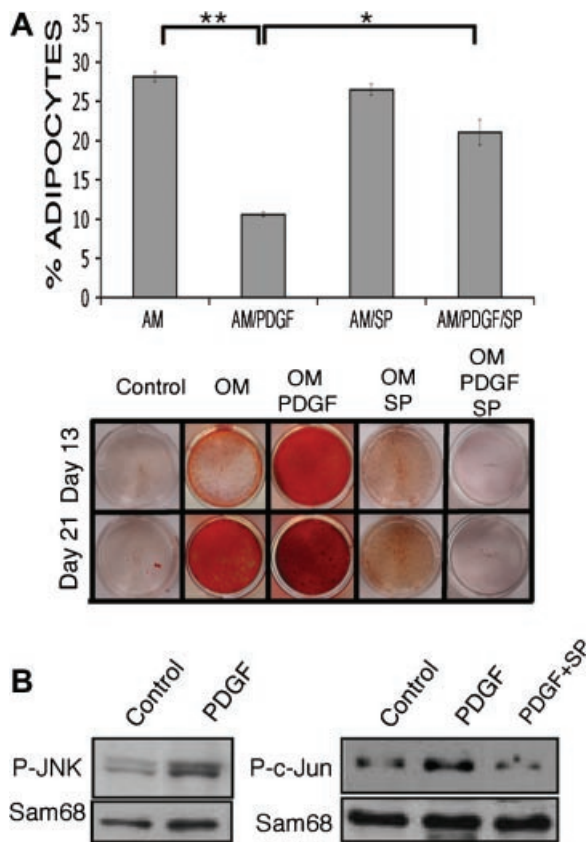 A
** *
% ADIPOCYTES
35
30
25
20
15
10
5
0
AM AM/PDGF AM/SP AM/PDGF/SP
Control OM OM PDGF OM SP OM PDGF SP
Day 13
Day 21
B
Control PDGF
P-JNK
Sam68
Control PDGF PDGF+SP
P-c-Jun
Sam68